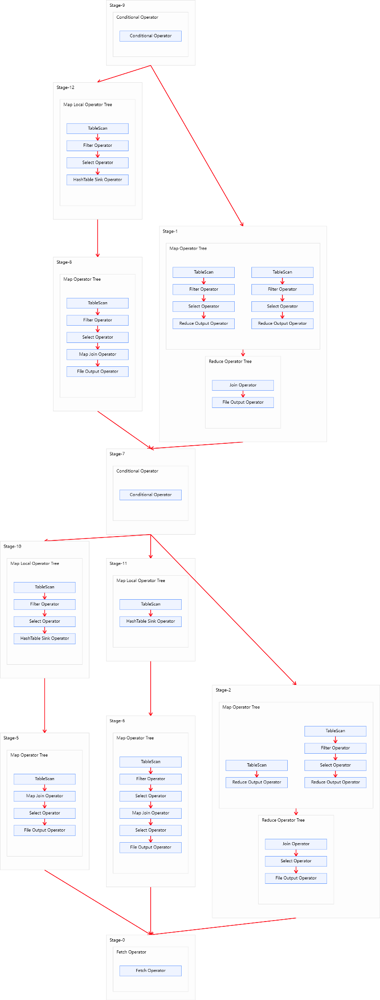 Stage-9
Conditional Operator
Conditional Operator
Stage-12
Map Local Operator Tree
TableScan
Filter Operator
Select Operator
HashTable Sink Operator
Stage-1
Map Operator Tree
TableScan
Filter Operator
Select Operator
Reduce Output Operator
TableScan
Filter Operator
Select Operator
Reduce Output Operator
Reduce Operator Tree
Join Operator
File Output Operator
Stage-8
Map Operator Tree
TableScan
Filter Operator
Select Operator
Map Join Operator
File Output Operator
Stage-7
Conditional Operator
Conditional Operator
Stage-10
Map Local Operator Tree
TableScan
Filter Operator
Select Operator
HashTable Sink Operator
Stage-11
Map Local Operator Tree
TableScan
HashTable Sink Operator
Stage-2
Map Operator Tree
TableScan
Reduce Output Operator
TableScan
Filter Operator
Select Operator
Reduce Output Operator
Reduce Operator Tree
Join Operator
Select Operator
File Output Operator
Stage-5
Map Operator Tree
TableScan
Map Join Operator
Select Operator
File Output Operator
Stage-6
Map Operator Tree
TableScan
Filter Operator
Select Operator
Map Join Operator
Select Operator
File Output Operator
Stage-0
Fetch Operator
Fetch Operator